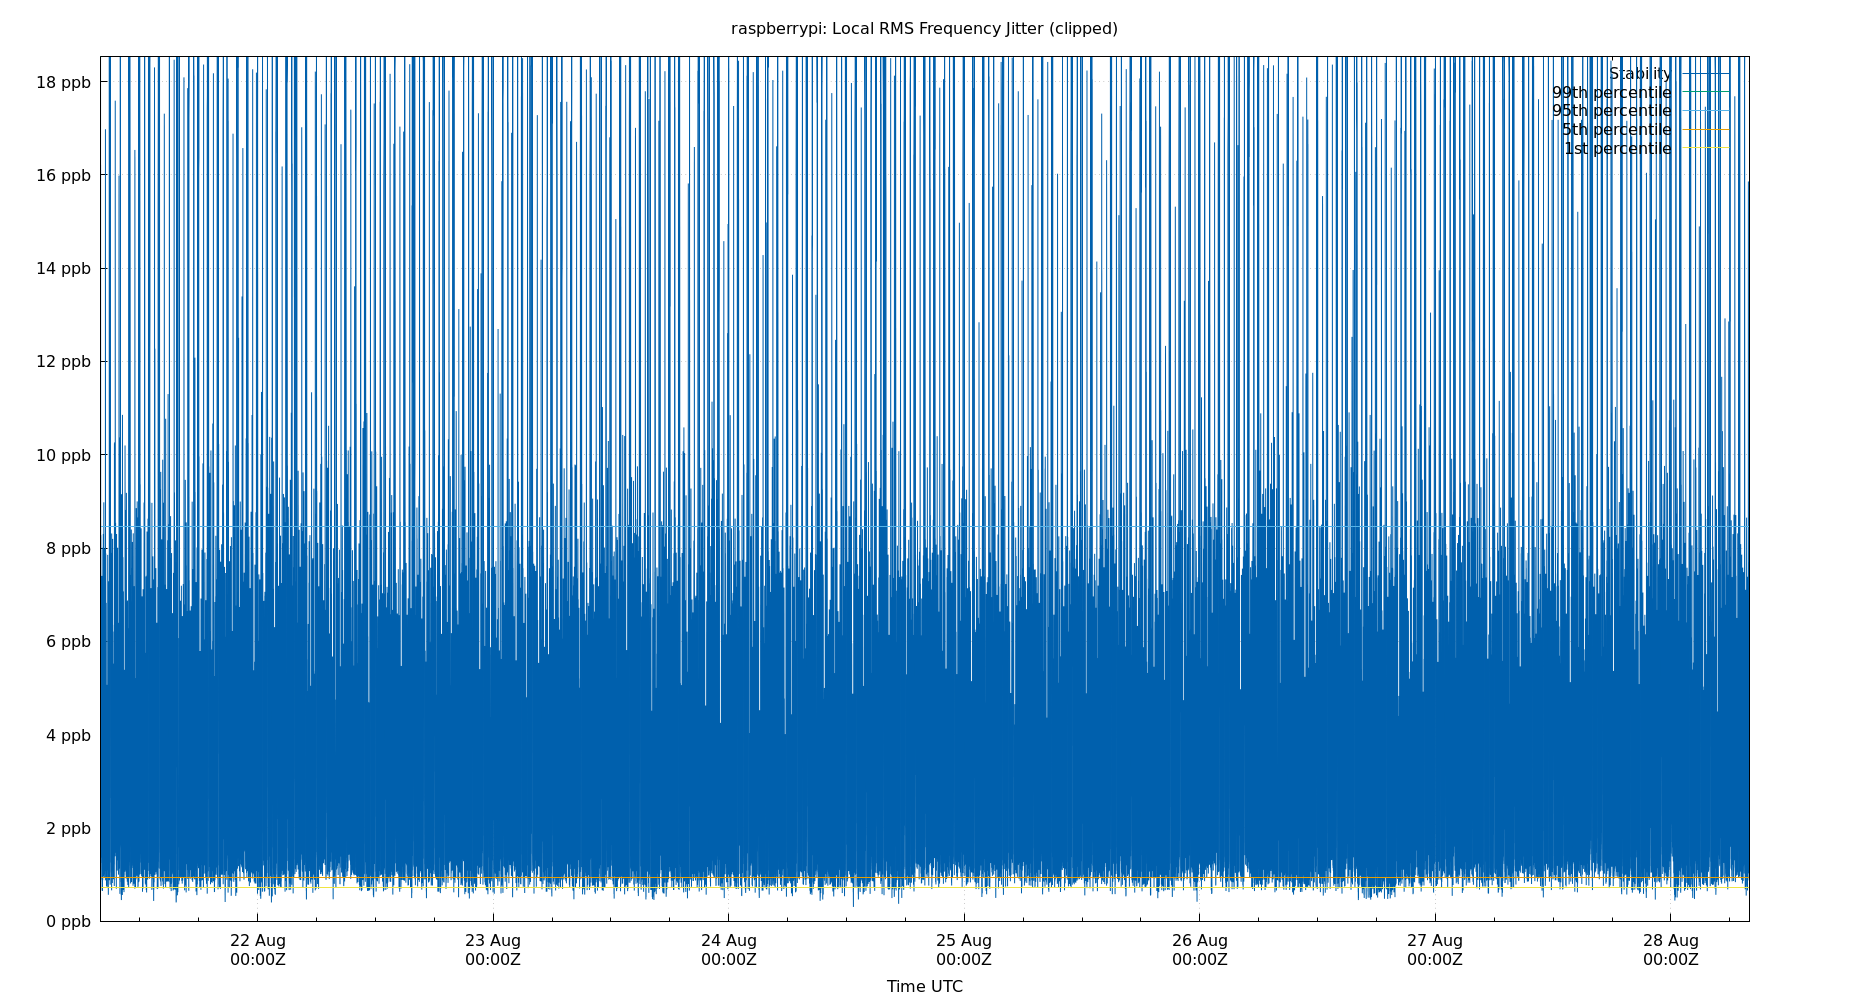 raspberrypi: Local RMS Frequency Jitter (clipped)
18 ppb
16 ppb
14 ppb
12 ppb
10 ppb
8 ppb
6 ppb
4 ppb
2 ppb
0 ppb
Stability
99th percentile
95th percentile
5th percentile
1st percentile
22 Aug 23 Aug 24 Aug 25 Aug 26 Aug 27 Aug 28 Aug
00:00Z 00:00Z 00:00Z 00:00Z 00:00Z 00:00Z 00:00Z
Time UTC